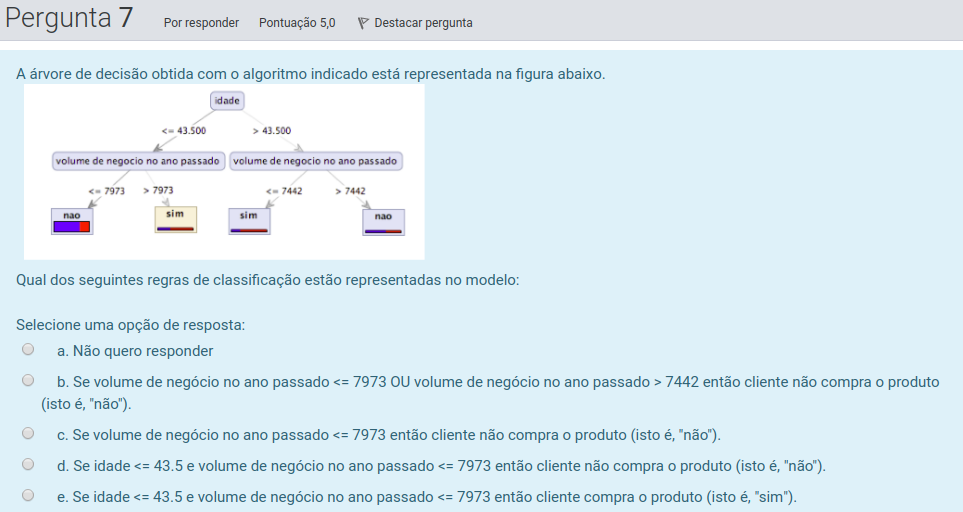 Pergunta 7 Por responder Pontuação 5,0 Destacar pergunta
A árvore de decisão obtida com o algoritmo indicado está representada na figura abaixo.
idade
<= 43.500 > 43.500
volume de negocio no ano passado volume de negocio no ano passado
<= 7973 > 7973 <= 7442 > 7442
nao sim sim nao
Qual dos seguintes regras de classificação estão representadas no modelo:
Selecione uma opção de resposta:
a. Não quero responder
b. Se volume de negócio no ano passado <= 7973 OU volume de negócio no ano passado > 7442 então cliente não compra o produto
(isto é, "não").
c. Se volume de negócio no ano passado <= 7973 então cliente não compra o produto (isto é, "não").
d. Se idade <= 43.5 e volume de negócio no ano passado <= 7973 então cliente não compra o produto (isto é, "não").
e. Se idade <= 43.5 e volume de negócio no ano passado <= 7973 então cliente compra o produto (isto é, "sim").